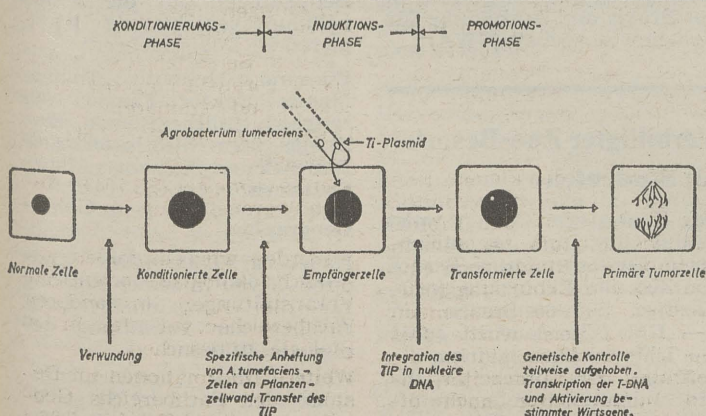 KONDITIONIERUNGS-
PHASE
INDUKTIONS-
PHASE
PROMOTIONS-
PHASE
Agrobacterium tumefaciens
Ti-Plasmid
Normale Zelle
Konditionierte Zelle
Empfängerzelle
Transformierte Zelle
Primäre Tumorzelle
Verwundung
Spezifische Anheftung
von A. tumefaciens -
Zellen an Pflanzen-
zellwand, Transfer des
TIP
Integration des
TIP in nukleäre
DNA
Genetische Kontrolle
teilweise aufgehoben.
Transkription der T-DNA
und Aktivierung be-
stimmter Wirtsgene.